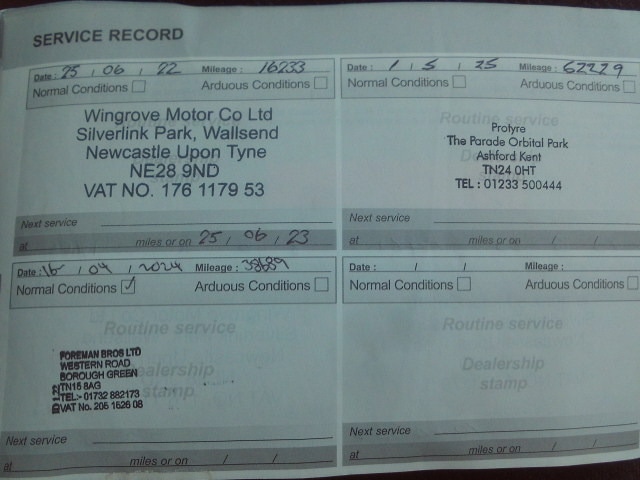 SERVICE RECORD
Date : 25 / 06 / 22 Mileage : 16233
Normal Conditions Arduous Conditions
Wingrove Motor Co Ltd
Silverlink Park, Wallsend
Newcastle Upon Tyne
NE28 9ND
VAT NO. 176 1179 53
Next service
at miles or on 25 / 06 / 23
Date : 1 / 5 / 25 Mileage : 62229
Normal Conditions Arduous Conditions
Routine service
Protyre
The Parade Orbital Park
Ashford Kent
TN24 0HT
TEL : 01233 500444
Next service
at miles or on / /
Date : 16 / 04 / 2024 Mileage : 38689
Normal Conditions ✓ Arduous Conditions
Routine service
Dealership
stamp
FOREMAN BROS LTD
WESTERN ROAD
BOROUGH GREEN
TN15 8AG
TEL:- 01732 882173
VAT No. 205 1526 08
Next service
at miles or on / /
Date : / / Mileage :
Normal Conditions Arduous Conditions
Routine service
Dealership
stamp
Next service
at miles or on / /